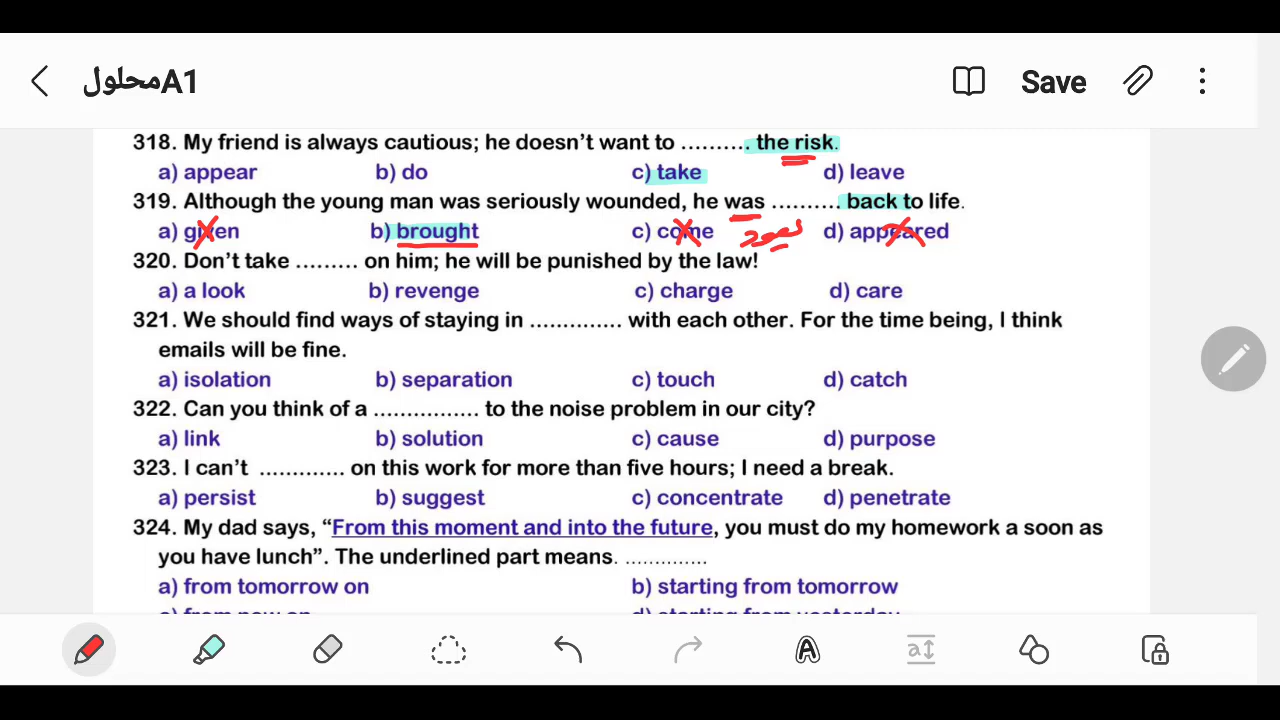 محلولA1
Save
318. My friend is always cautious; he doesn't want to .......... the risk.
a) appear b) do c) take d) leave
319. Although the young man was seriously wounded, he was .......... back to life.
a) given b) brought c) come يعود d) appeared
320. Don't take ......... on him; he will be punished by the law!
a) a look b) revenge c) charge d) care
321. We should find ways of staying in .............. with each other. For the time being, I think
emails will be fine.
a) isolation b) separation c) touch d) catch
322. Can you think of a ................ to the noise problem in our city?
a) link b) solution c) cause d) purpose
323. I can't ............. on this work for more than five hours; I need a break.
a) persist b) suggest c) concentrate d) penetrate
324. My dad says, "From this moment and into the future, you must do my homework a soon as
you have lunch". The underlined part means. ..............
a) from tomorrow on b) starting from tomorrow
c) from now on d) starting from yesterday
A a